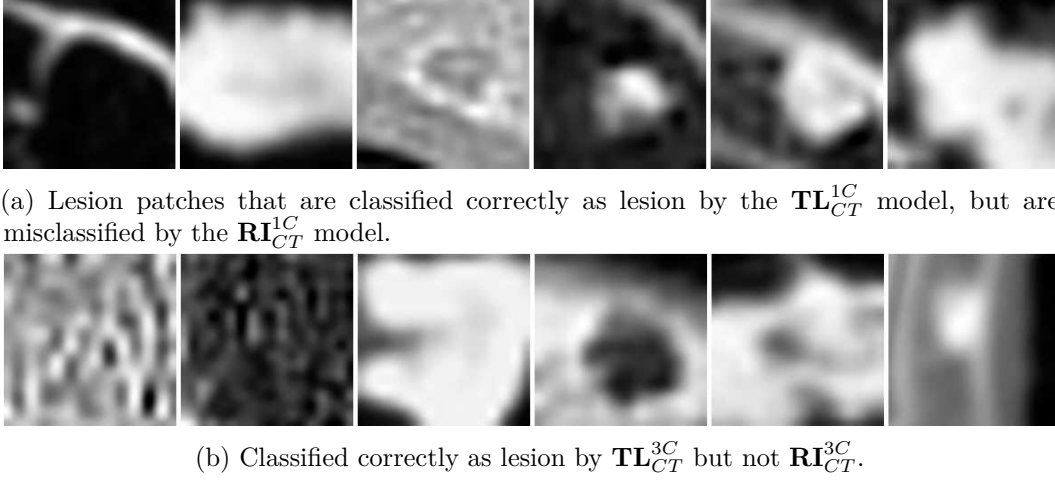 (a) Lesion patches that are classified correctly as lesion by the TL^{1C}_{CT} model, but are
misclassified by the RI^{1C}_{CT} model.
(b) Classified correctly as lesion by TL^{3C}_{CT} but not RI^{3C}_{CT}.